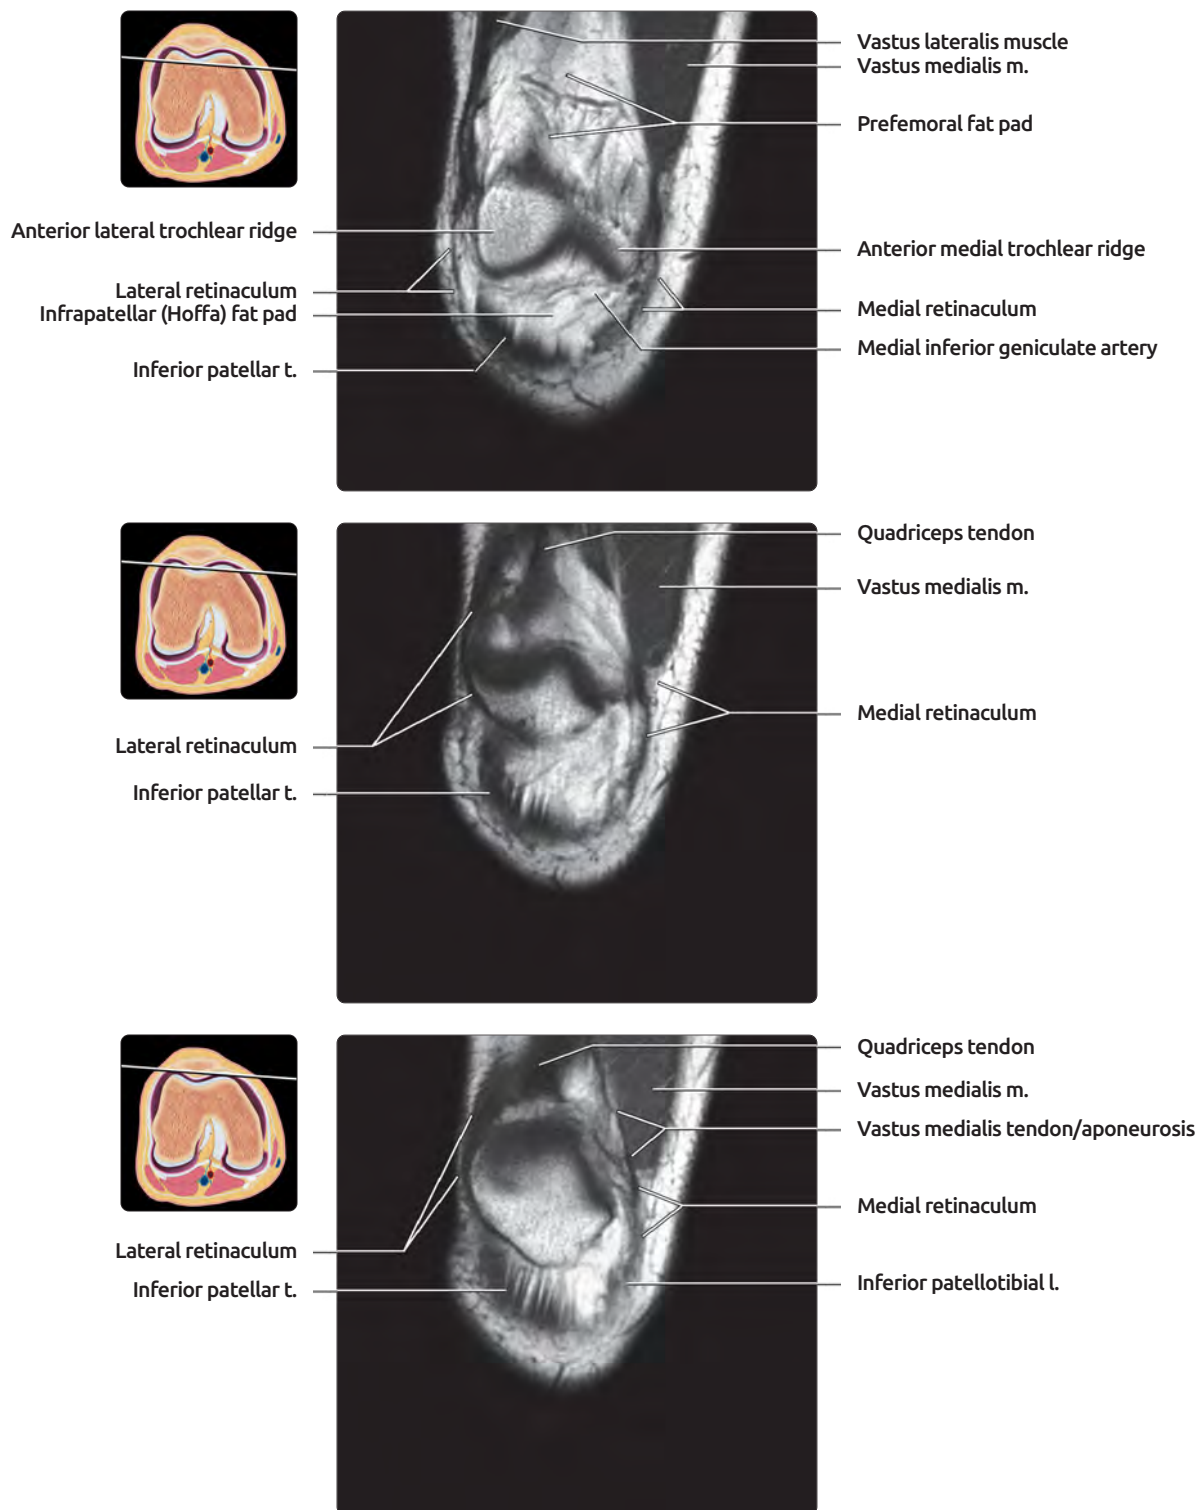 Vastus lateralis muscle
Vastus medialis m.
Prefemoral fat pad
Anterior lateral trochlear ridge
Anterior medial trochlear ridge
Lateral retinaculum
Infrapatellar (Hoffa) fat pad
Medial retinaculum
Medial inferior geniculate artery
Inferior patellar t.
Quadriceps tendon
Vastus medialis m.
Medial retinaculum
Lateral retinaculum
Inferior patellar t.
Quadriceps tendon
Vastus medialis m.
Vastus medialis tendon/aponeurosis
Medial retinaculum
Lateral retinaculum
Inferior patellar t.
Inferior patellotibial l.